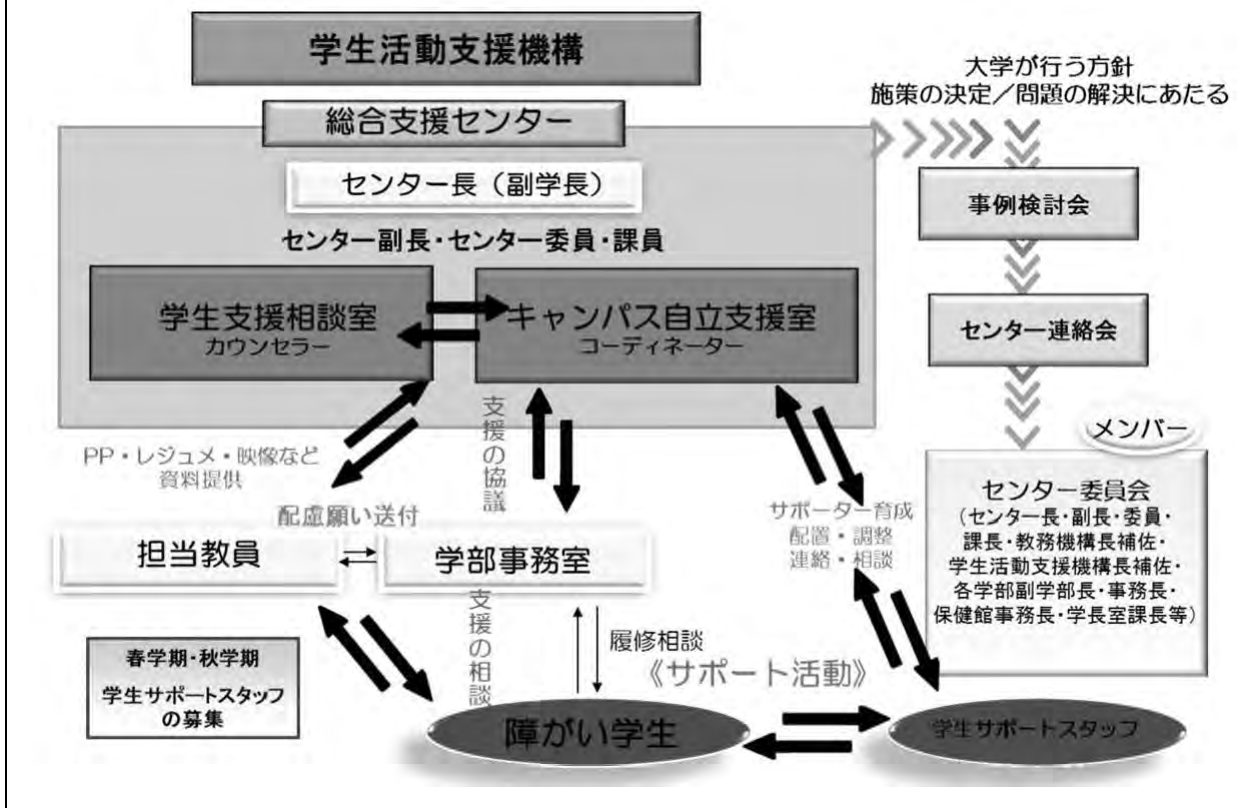 学生活動支援機構
総合支援センター
センター長（副学長）
センター副長・センター委員・課員
学生支援相談室
カウンセラー
キャンパス自立支援室
コーディネーター
大学が行う方針
施策の決定／問題の解決にあたる
事例検討会
センター連絡会
メンバー
センター委員会
（センター長・副長・委員・
課長・教務機構長補佐・
学生活動支援機構長補佐・
各学部副学部長・事務長・
保健館事務長・学長室課長等）
PP・レジュメ・映像など
資料提供
支援の協議
配慮願い送付
サポーター育成
配置・調整
連絡・相談
担当教員
学部事務室
支援の相談
履修相談
《サポート活動》
春学期・秋学期
学生サポートスタッフ
の募集
障がい学生
学生サポートスタッフ